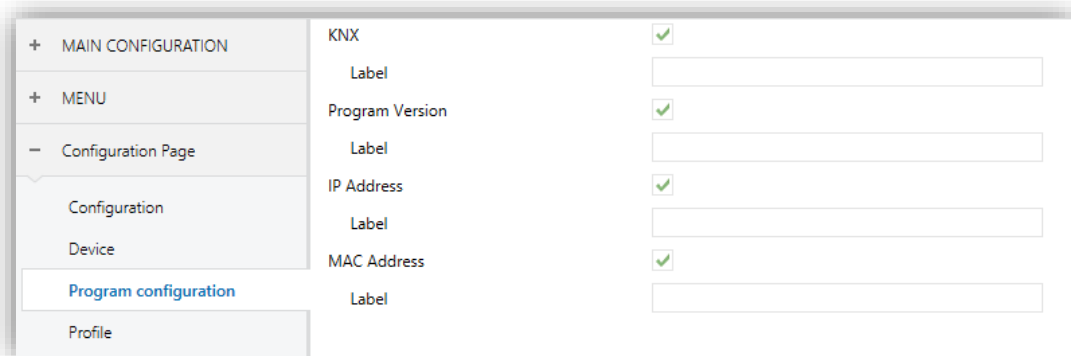 MAIN CONFIGURATION
MENU
Configuration Page
Configuration
Device
Program configuration
Profile
KNX
Label
Program Version
Label
IP Address
Label
MAC Address
Label